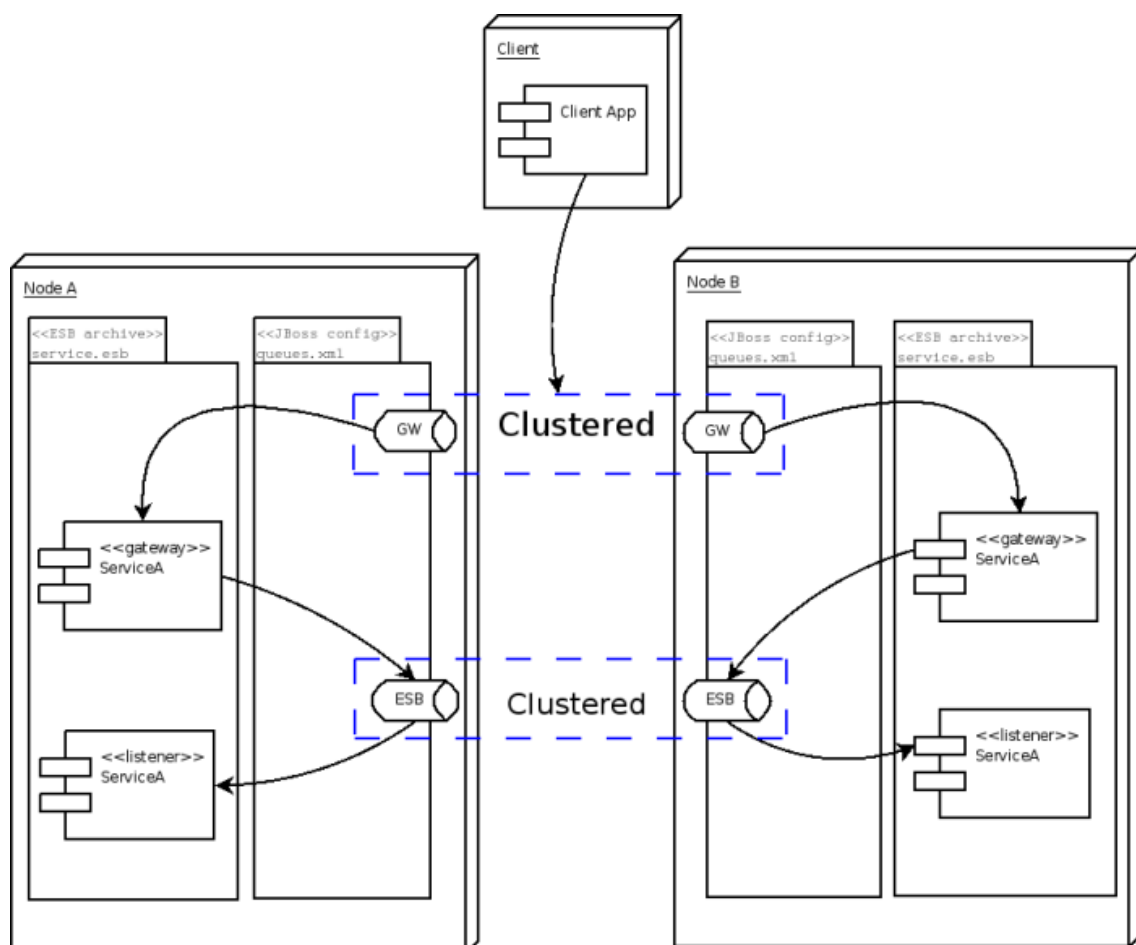 Client
Client App
Node A
<<ESB archive>>
service.esb
<<JBoss config>>
queues.xml
GW
<<gateway>>
ServiceA
ESB
<<listener>>
ServiceA
Clustered
Clustered
Node B
<<JBoss config>>
queues.xml
<<ESB archive>>
service.esb
GW
<<gateway>>
ServiceA
ESB
<<listener>>
ServiceA